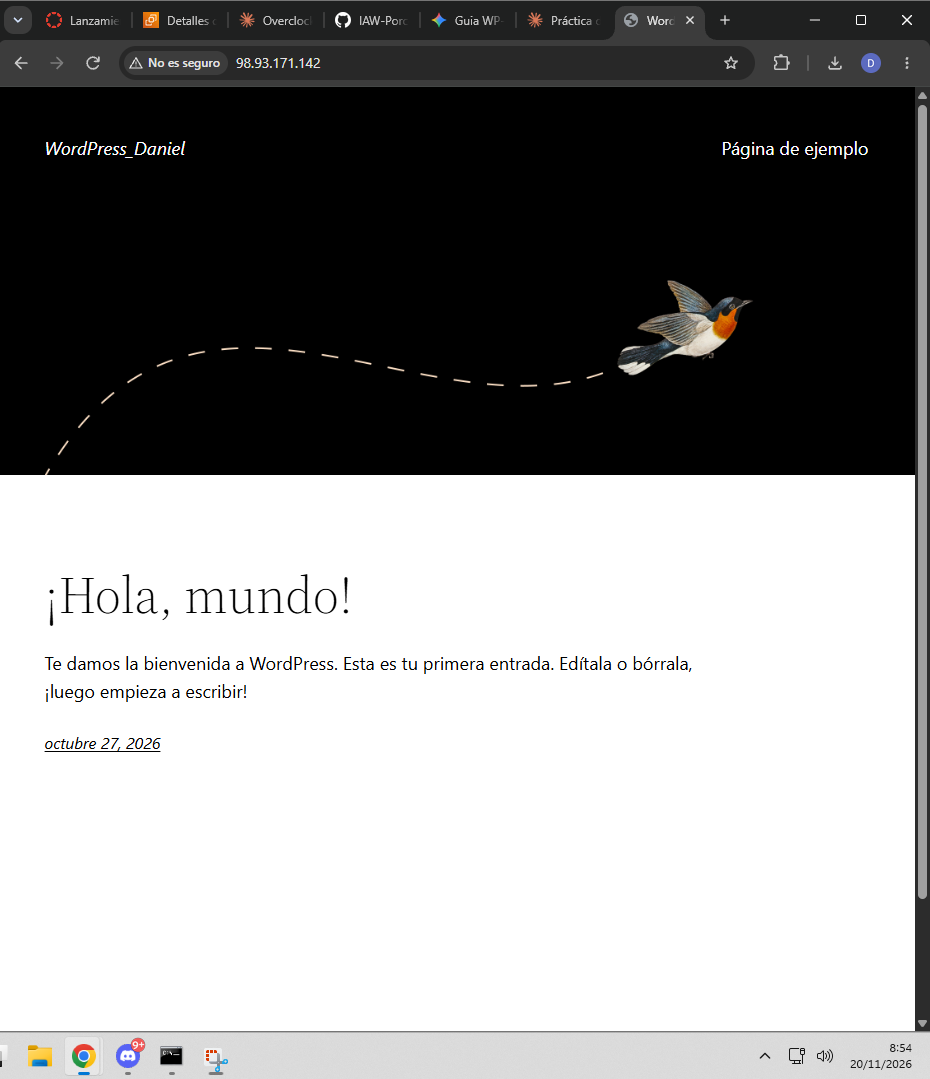 Lanzamie
Detalles
Overcloc
IAW-Porc
Guia WP-
Práctica
Word
No es seguro
98.93.171.142
D
WordPress_Daniel
Página de ejemplo
¡Hola, mundo!
Te damos la bienvenida a WordPress. Esta es tu primera entrada. Edítala o bórrala,
¡luego empieza a escribir!
octubre 27, 2026
9+
8:54
20/11/2026